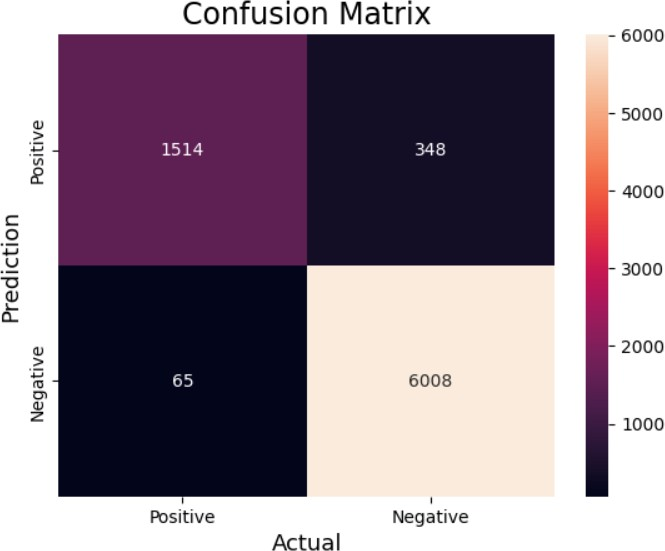 Confusion Matrix
Prediction
Positive
1514
348
Negative
65
6008
Positive
Negative
Actual
6000
5000
4000
3000
2000
1000